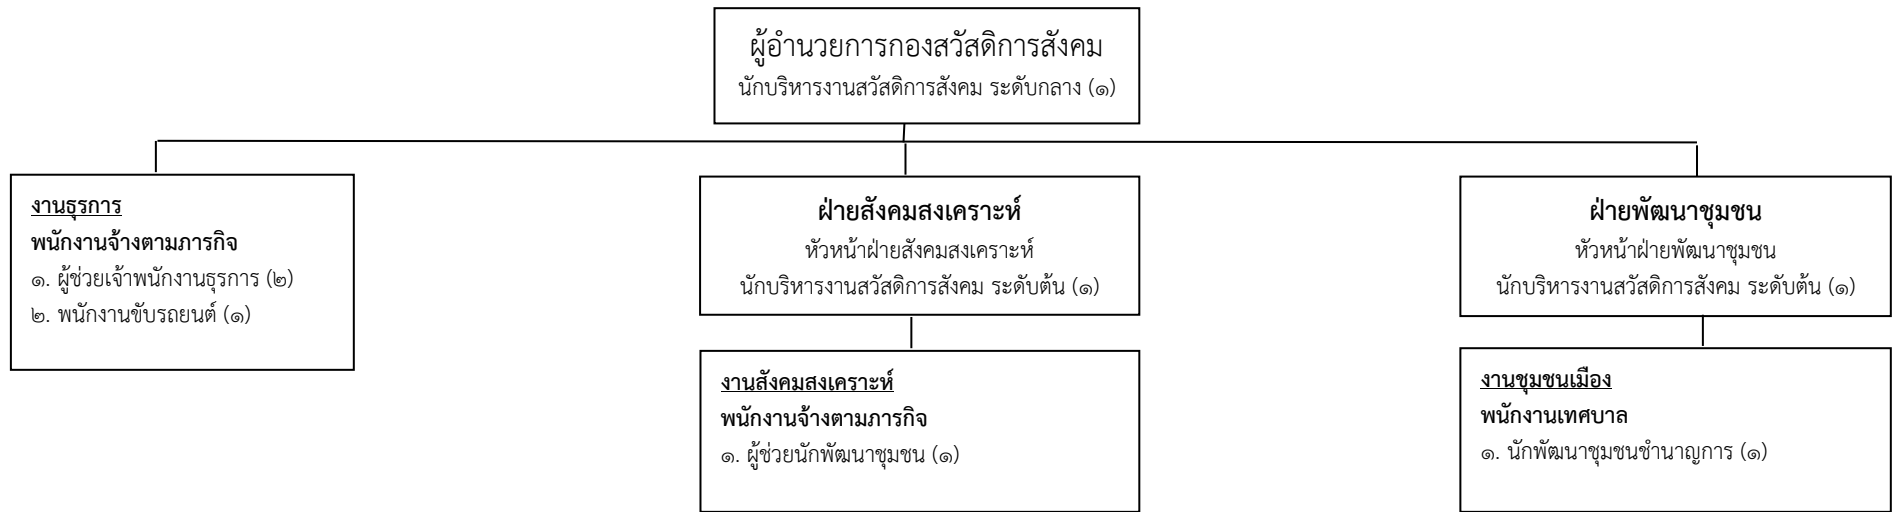 ผู้อำนวยการกองสวัสดิการสังคม
นักบริหารงานสวัสดิการสังคม ระดับกลาง (๑)
งานธุรการ
พนักงานจ้างตามภารกิจ
๑. ผู้ช่วยเจ้าพนักงานธุรการ (๒)
๒. พนักงานขับรถยนต์ (๑)
ฝ่ายสังคมสงเคราะห์
หัวหน้าฝ่ายสังคมสงเคราะห์
นักบริหารงานสวัสดิการสังคม ระดับต้น (๑)
งานสังคมสงเคราะห์
พนักงานจ้างตามภารกิจ
๑. ผู้ช่วยนักพัฒนาชุมชน (๑)
ฝ่ายพัฒนาชุมชน
หัวหน้าฝ่ายพัฒนาชุมชน
นักบริหารงานสวัสดิการสังคม ระดับต้น (๑)
งานชุมชนเมือง
พนักงานเทศบาล
๑. นักพัฒนาชุมชนชำนาญการ (๑)